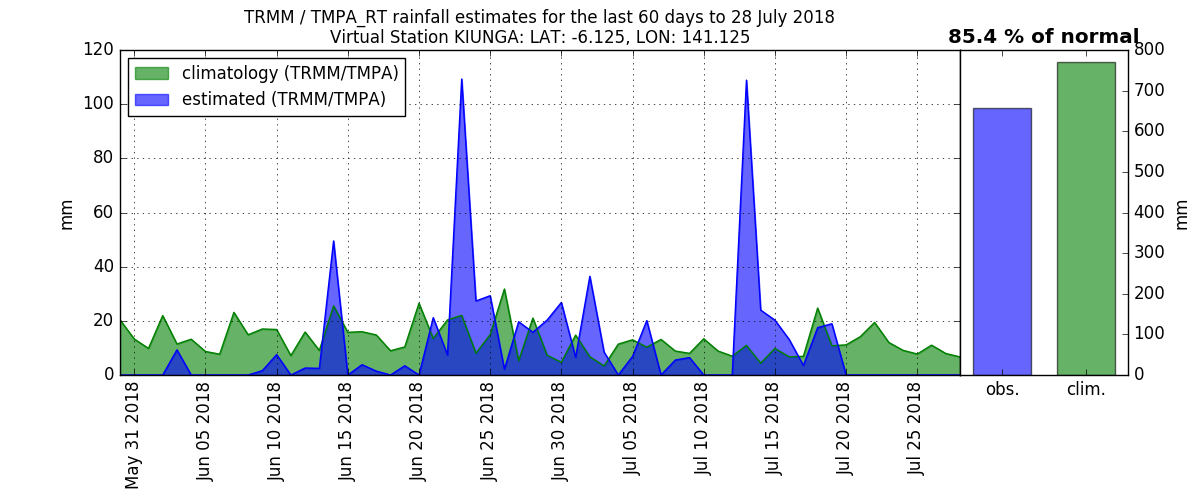 TRMM / TMPA_RT rainfall estimates for the last 60 days to 28 July 2018
Virtual Station KIUNGA: LAT: -6.125, LON: 141.125
85.4 % of normal
climatology (TRMM/TMPA)
estimated (TRMM/TMPA)
mm
120
100
80
60
40
20
0
May 31 2018
Jun 05 2018
Jun 10 2018
Jun 15 2018
Jun 20 2018
Jun 25 2018
Jun 30 2018
Jul 05 2018
Jul 10 2018
Jul 15 2018
Jul 20 2018
Jul 25 2018
obs.
clim.
800
700
600
500
400
300
200
100
0
mm